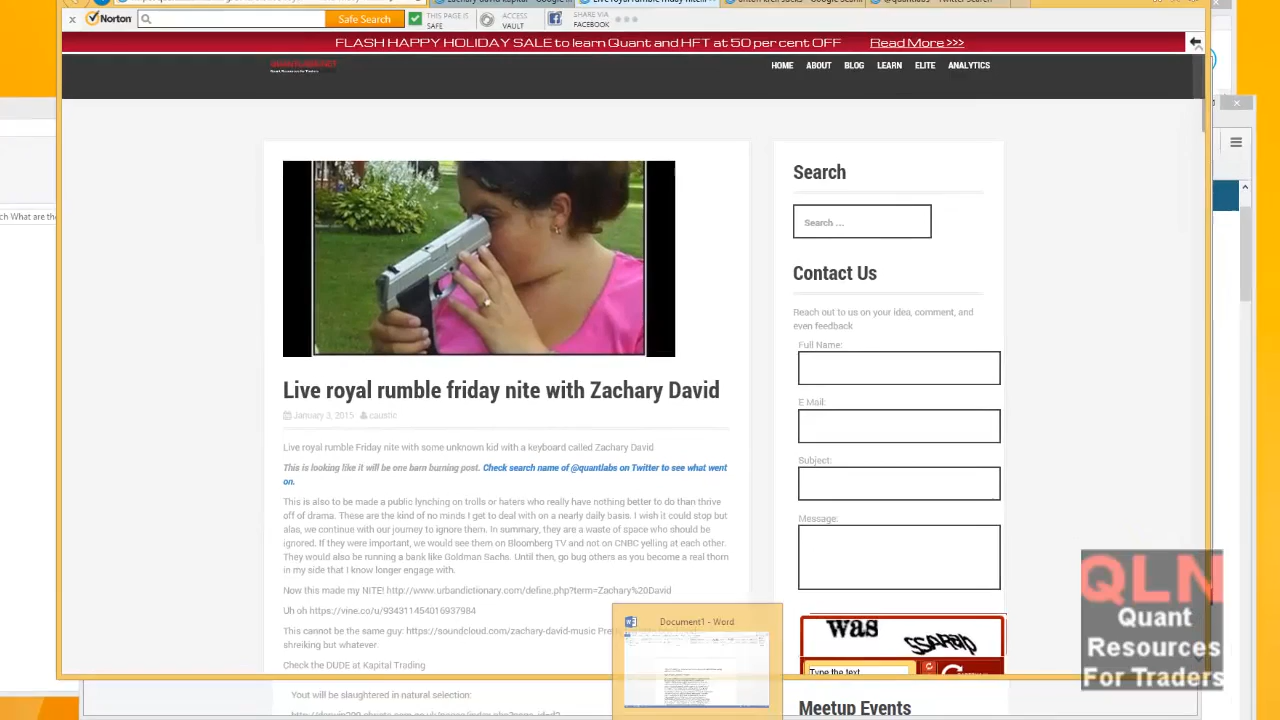 Norton
Safe Search
THIS PAGE IS
SAFE
ACCESS
VAULT
SHARE VIA
FACEBOOK
FLASH HAPPY HOLIDAY SALE to learn Quant and HFT at 50 per cent OFF Read More >>>
HOME ABOUT BLOG LEARN ELITE ANALYTICS
Search
Search ...
Contact Us
Reach out to us on your idea, comment, and
even feedback
Full Name:
E Mail:
Subject:
Message:
Live royal rumble friday nite with Zachary David
January 3, 2015 caustic
Live royal rumble Friday nite with some unknown kid with a keyboard called Zachary David
This is looking like it will be one barn burning post. Check search name of @quantlabs on Twitter to see what went
on.
This is also to be made a public lynching on trolls or haters who really have nothing better to do than thrive
off of drama. These are the kind of no minds I get to deal with on a nearly daily basis. I wish it could stop but
alas, we continue with our journey to ignore them. In summary, they are a waste of space who should be
ignored. If they were important, we would see them on Bloomberg TV and not on CNBC yelling at each other.
They would also be running a bank like Goldman Sachs. Until then, go bug others as you become a real thorn
in my side that I know longer engage with.
Now this made my NITE! http://www.urbandictionary.com/define.php?term=Zachary%20David
Uh oh https://vine.co/u/934311454016937984
This cannot be the same guy: https://soundcloud.com/zachary-david-music
shreiking but whatever.
Check the DUDE at Kapital Trading
Yout will be slaughtered in natural selection:
Document1 - Word
was
Type the text
Meetup Events
QLN
Quant
Resources
For Traders